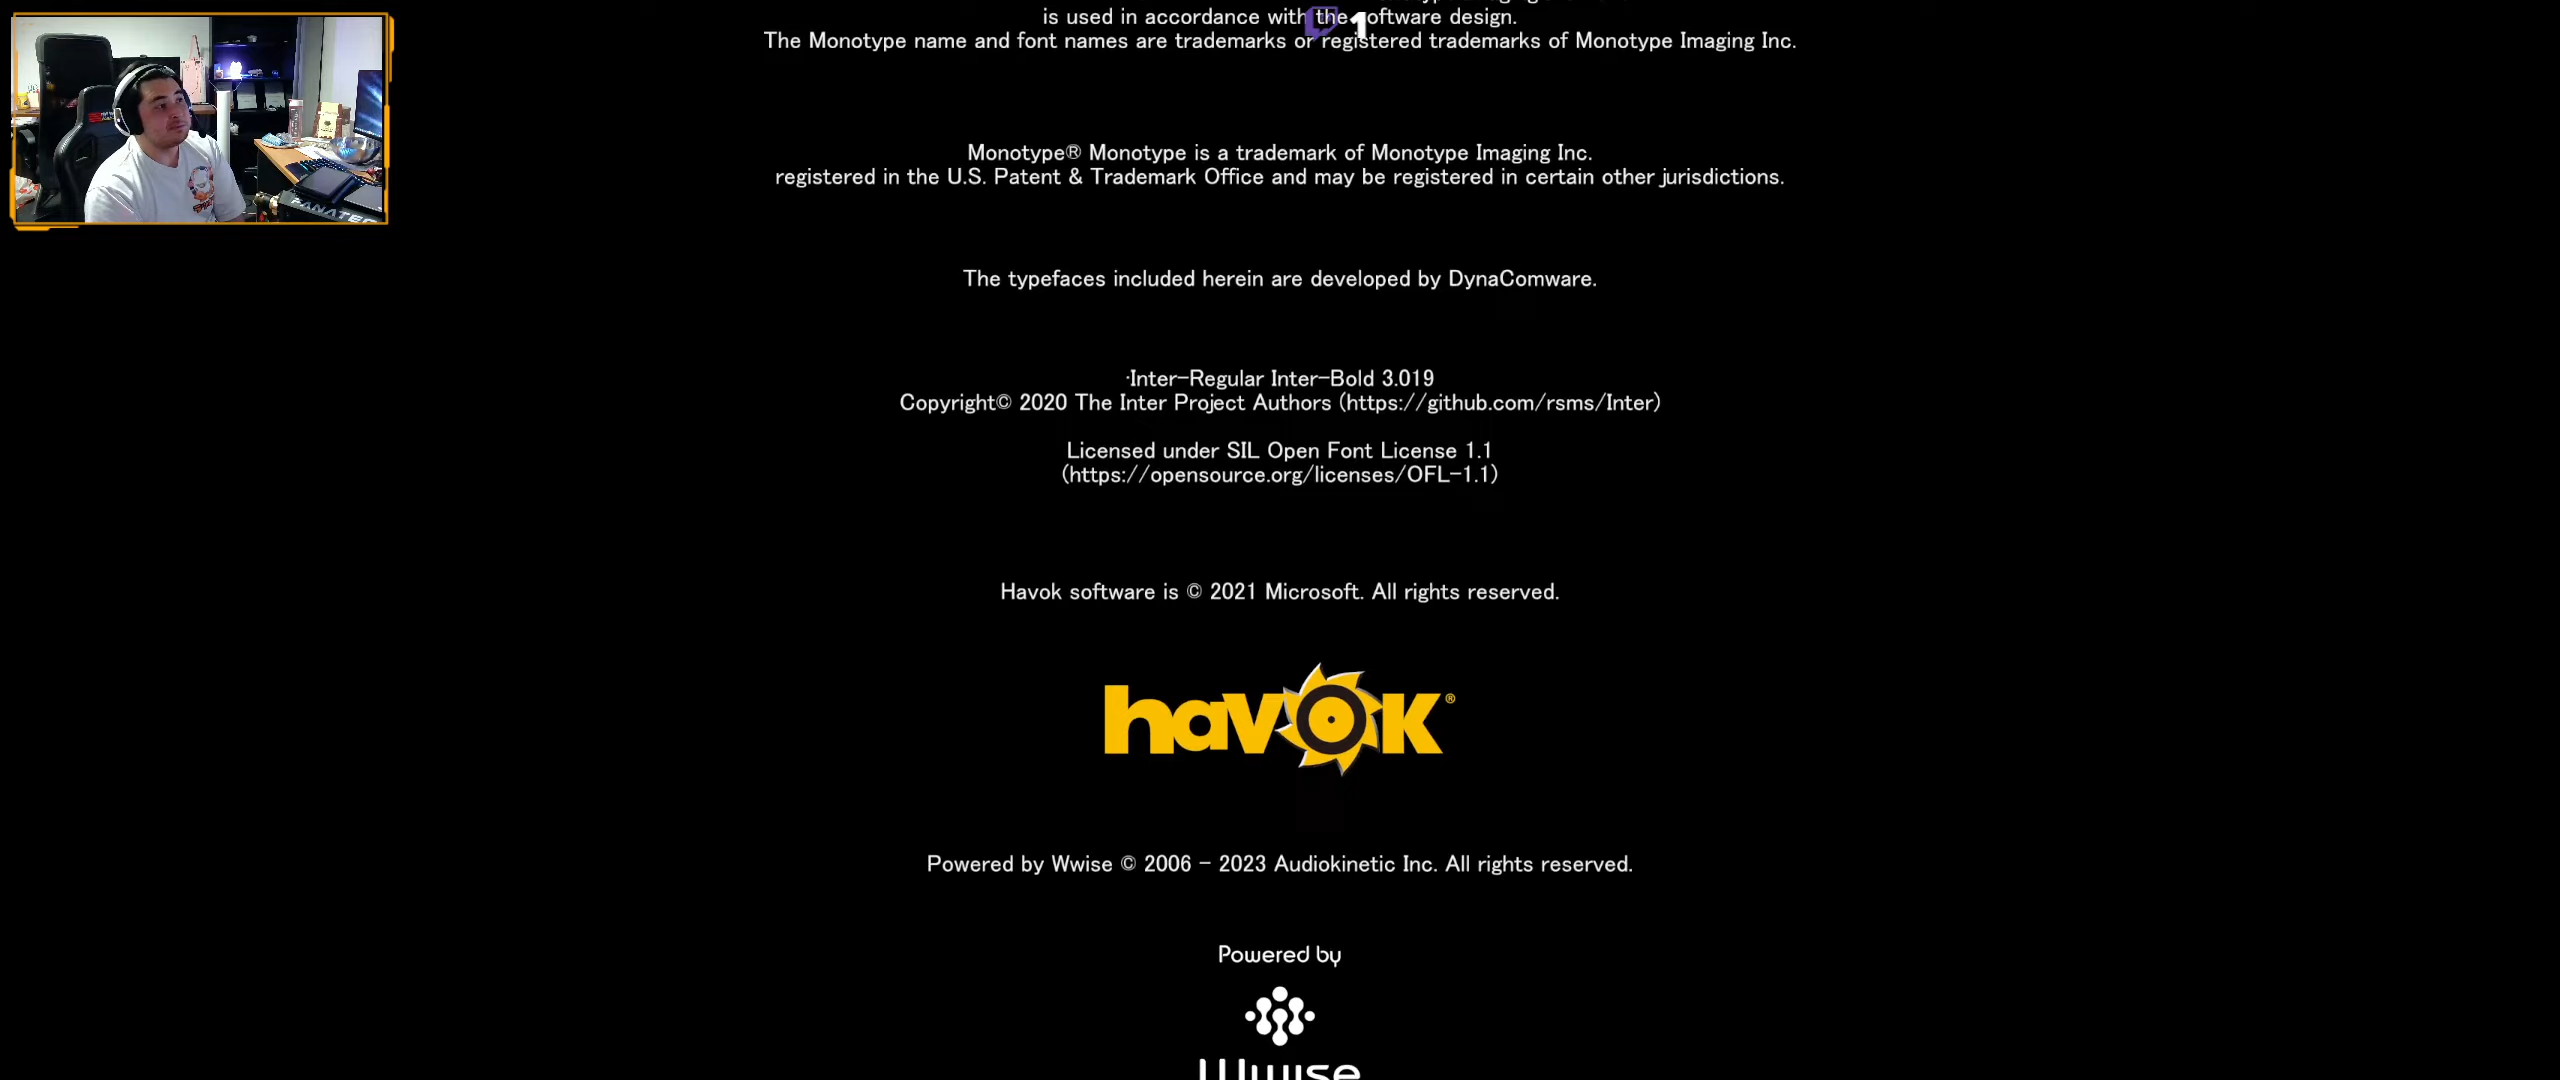 is used in accordance with the software design.
1
The Monotype name and font names are trademarks or registered trademarks of Monotype Imaging Inc.
Monotype® Monotype is a trademark of Monotype Imaging Inc.
registered in the U.S. Patent & Trademark Office and may be registered in certain other jurisdictions.
FANATEC
The typefaces included herein are developed by DynaComware.
·Inter-Regular Inter-Bold 3.019
Copyright© 2020 The Inter Project Authors (https://github.com/rsms/Inter)
Licensed under SIL Open Font License 1.1
(https://opensource.org/licenses/OFL-1.1)
Havok software is © 2021 Microsoft. All rights reserved.
havok®
Powered by Wwise © 2006 - 2023 Audiokinetic Inc. All rights reserved.
Powered by
Wwise